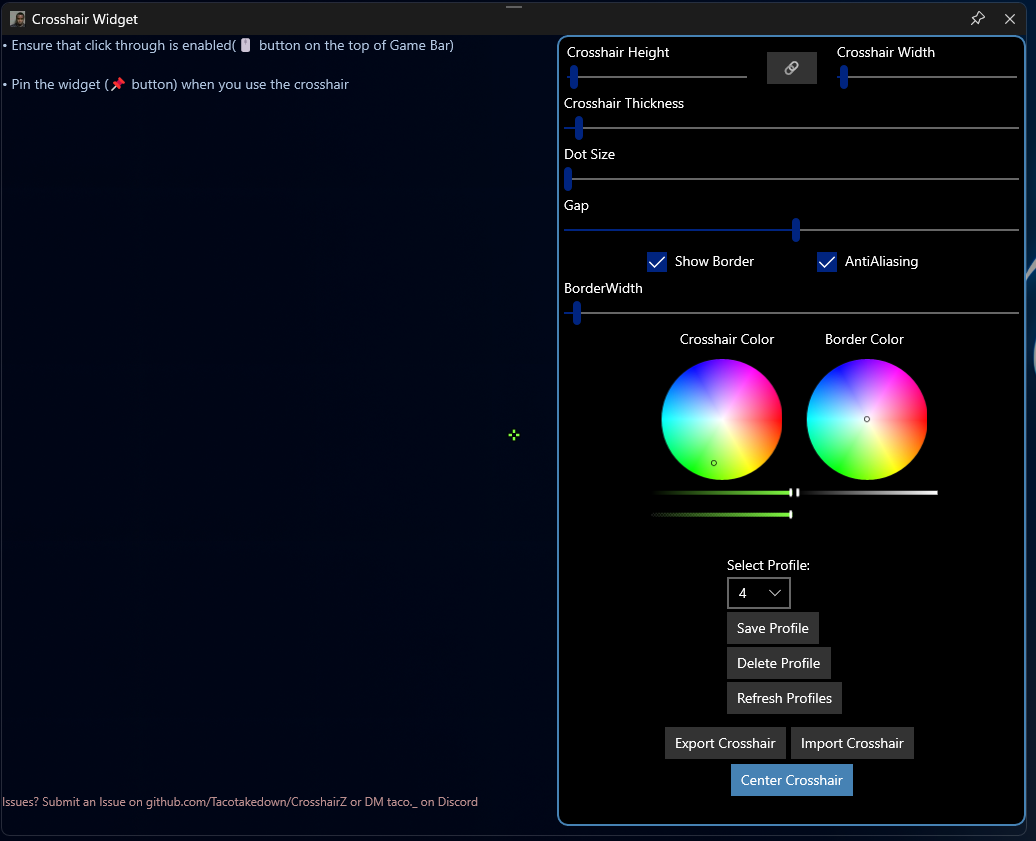 Crosshair Widget
• Ensure that click through is enabled( button on the top of Game Bar)
• Pin the widget (📌 button) when you use the crosshair
Crosshair Height
Crosshair Width
Crosshair Thickness
Dot Size
Gap
Show Border
AntiAliasing
BorderWidth
Crosshair Color
Border Color
Select Profile:
4
Save Profile
Delete Profile
Refresh Profiles
Export Crosshair
Import Crosshair
Center Crosshair
Issues? Submit an Issue on github.com/Tacotakedown/CrosshairZ or DM taco._ on Discord